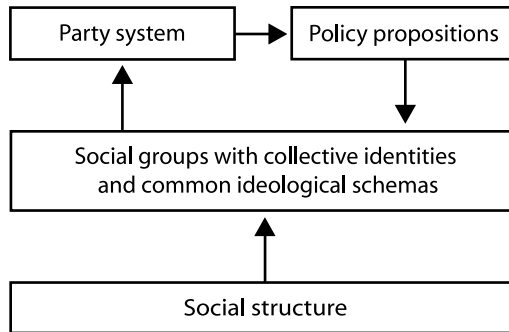 Party system
Policy propositions
Social groups with collective identities
and common ideological schemas
Social structure